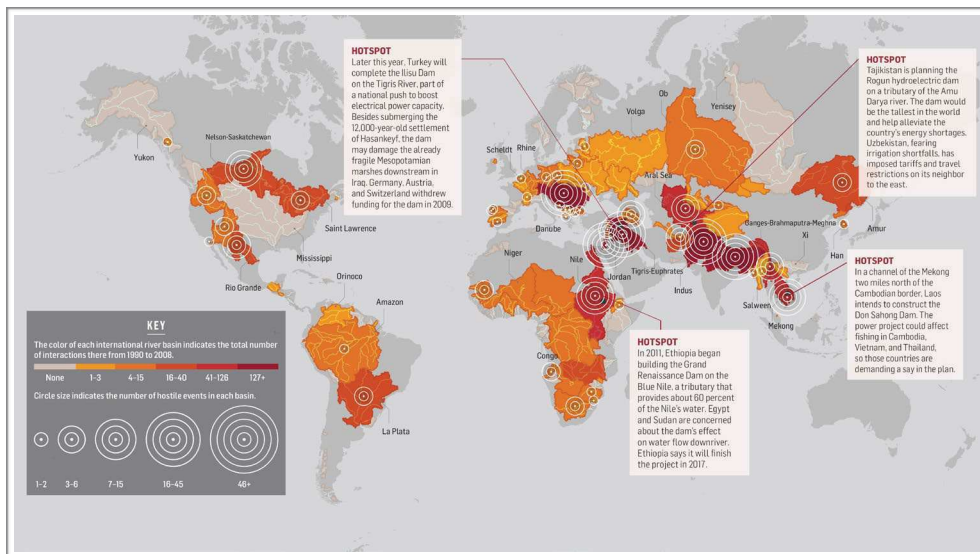 HOTSPOT
Later this year, Turkey will
complete the Ilisu Dam
on the Tigris River, part of
a national push to boost
electrical power capacity.
Besides submerging the
12,000-year-old settlement
of Hasankeyf, the dam
may damage the already
fragile Mesopotamian
marshes downstream in
Iraq. Germany, Austria,
and Switzerland withdrew
funding for the dam in 2009.
HOTSPOT
Tajikistan is planning the
Rogun hydroelectric dam
on a tributary of the Amu
Darya river. The dam would
be the tallest in the world
and help alleviate the
country's energy shortages.
Uzbekistan, fearing
irrigation shortfalls, has
imposed tariffs and travel
restrictions on its neighbor
to the east.
Yukon
Nelson-Saskatchewan
Saint Lawrence
Mississippi
Rio Grande
Orinoco
Amazon
La Plata
Scheldt
Rhine
Volga
Ob
Yenisey
Aral Sea
Danube
Niger
Nile
Jordan
Tigris-Euphrates
Indus
Ganges-Brahmaputra-Meghna
Xi
Han
Amur
Salween
Mekong
Congo
HOTSPOT
In a channel of the Mekong
two miles north of the
Cambodian border, Laos
intends to construct the
Don Sahong Dam. The
power project could affect
fishing in Cambodia,
Vietnam, and Thailand,
so those countries are
demanding a say in the plan.
HOTSPOT
In 2011, Ethiopia began
building the Grand
Renaissance Dam on the
Blue Nile, a tributary that
provides about 60 percent
of the Nile's water. Egypt
and Sudan are concerned
about the dam's effect
on water flow downriver.
Ethiopia says it will finish
the project in 2017.
KEY
The color of each international river basin indicates the total number
of interactions there from 1990 to 2008.
None 1–3 4–15 16–40 41–126 127+
Circle size indicates the number of hostile events in each basin.
1–2 3–6 7–15 16–45 46+